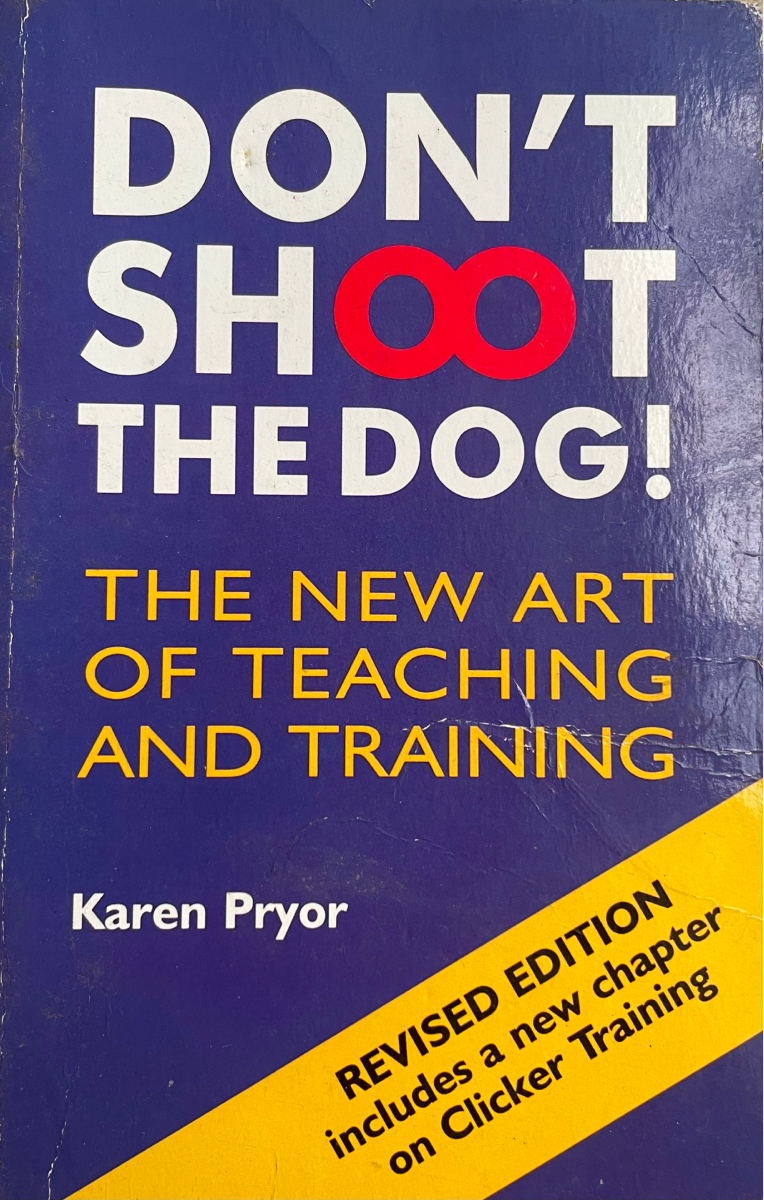 DON'T
SHOOT
THE DOG!
THE NEW ART
OF TEACHING
AND TRAINING
Karen Pryor
REVISED EDITION
includes a new chapter
on Clicker Training